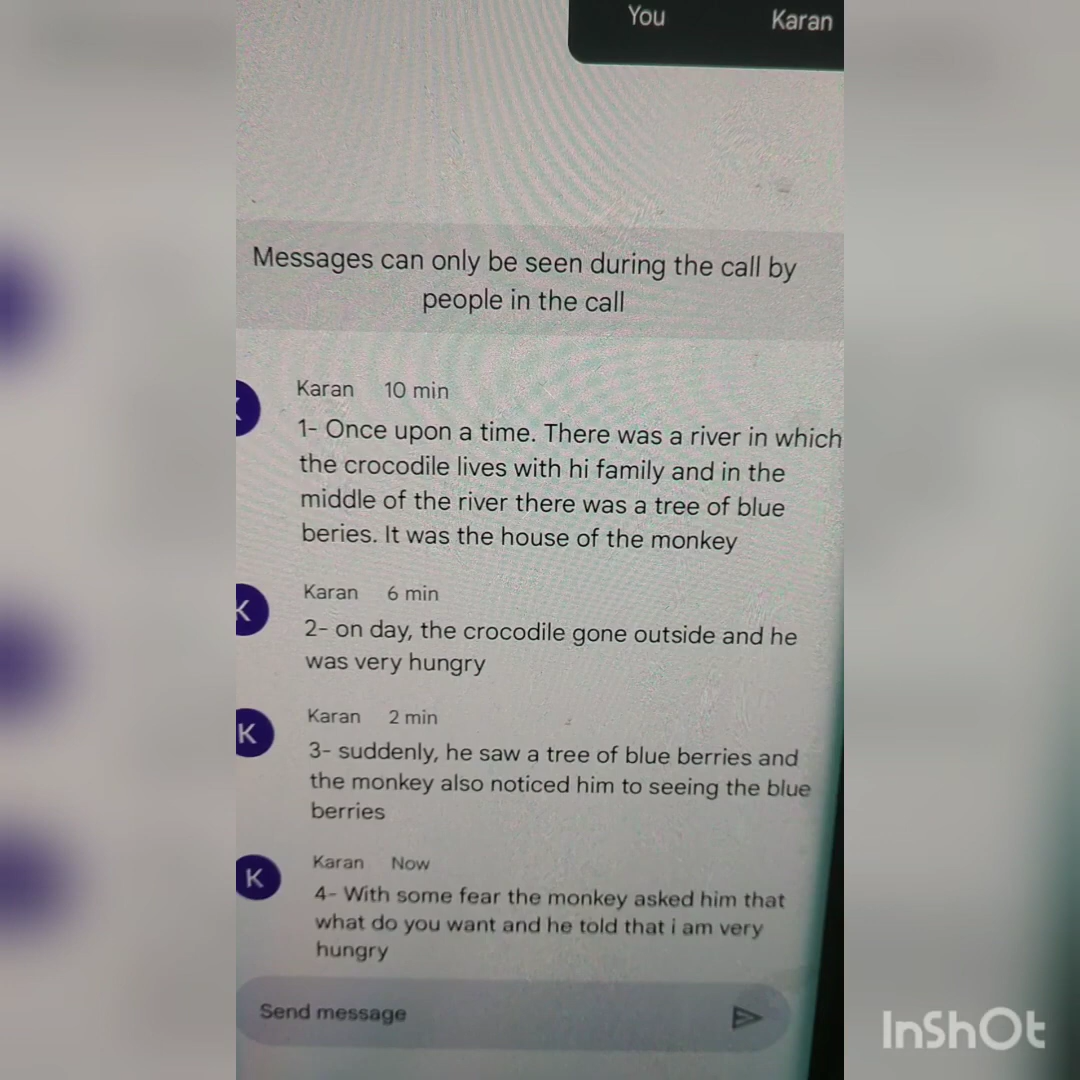 You Karan
Messages can only be seen during the call by
people in the call
Karan 10 min
1- Once upon a time. There was a river in which
the crocodile lives with hi family and in the
middle of the river there was a tree of blue
beries. It was the house of the monkey
K
Karan 6 min
2- on day, the crocodile gone outside and he
was very hungry
K
Karan 2 min
3- suddenly, he saw a tree of blue berries and
the monkey also noticed him to seeing the blue
berries
K
Karan Now
4- With some fear the monkey asked him that
what do you want and he told that i am very
hungry
Send message
InShOt